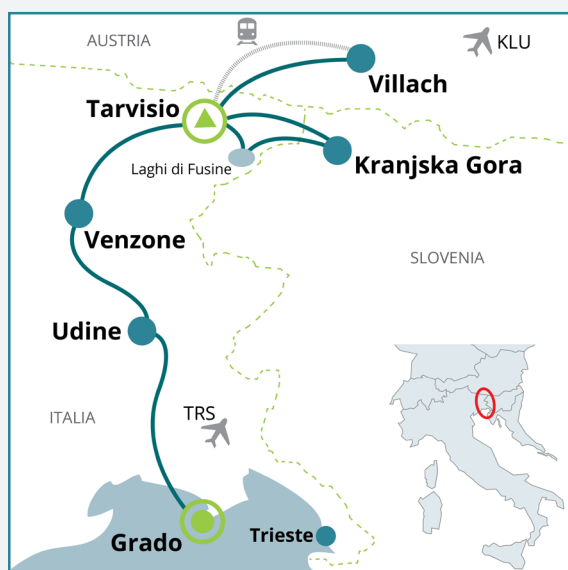 AUSTRIA
KLU
Villach
Tarvisio
Laghi di Fusine
Kranjska Gora
Venzone
SLOVENIA
Udine
ITALIA
TRS
Trieste
Grado